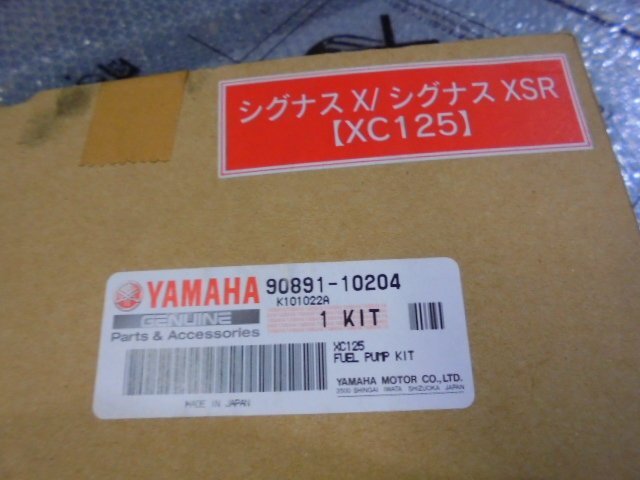 シグナス X/ シグナス XSR
【XC125】
YAMAHA 90891-10204
K101022A
GENUINE
1 KIT
Parts & Accessories
XC125
FUEL PUMP KIT
YAMAHA MOTOR CO.,LTD.
2500 SHINGAI IWATA SHIZUOKA JAPAN
MADE IN JAPAN